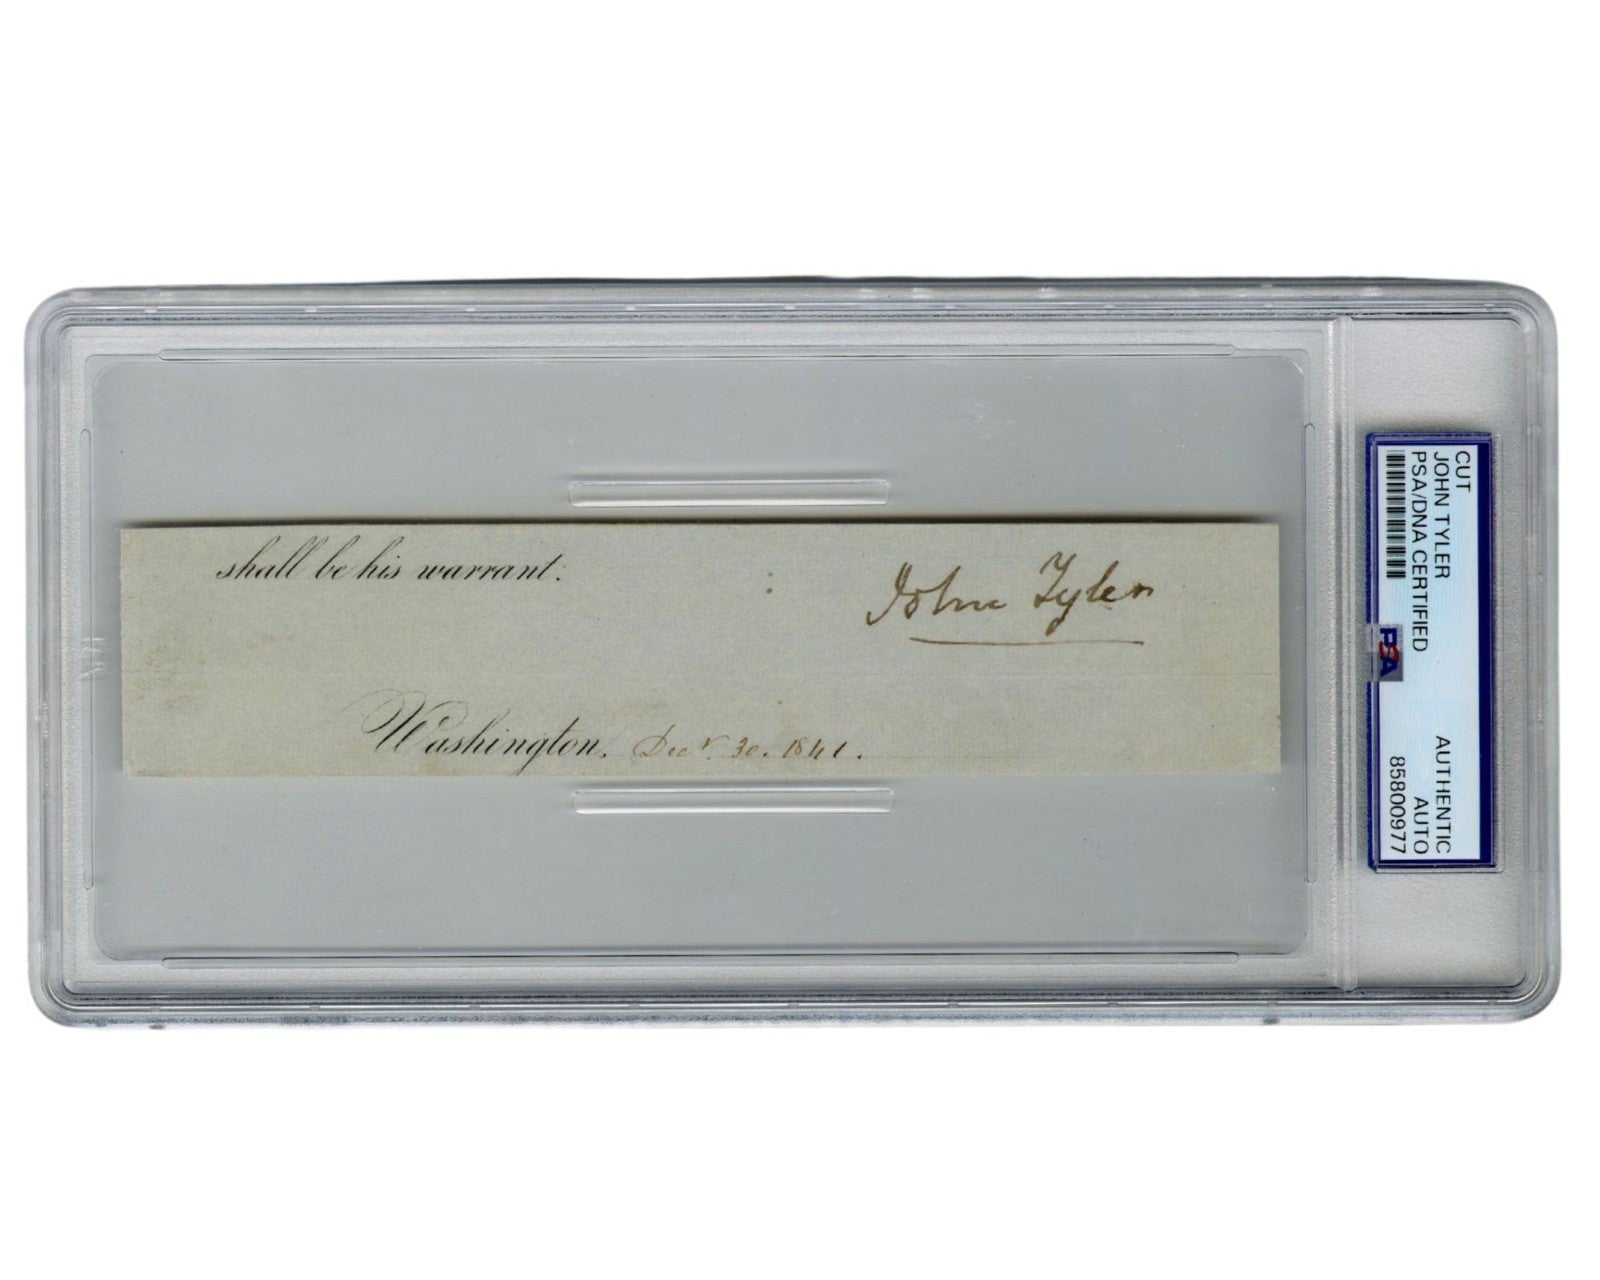 shall be his warrant.
John Tyler
Washington, Decr. 30. 1841.
CUT
JOHN TYLER
PSA/DNA CERTIFIED
AUTHENTIC
AUTO
85800977
PSA